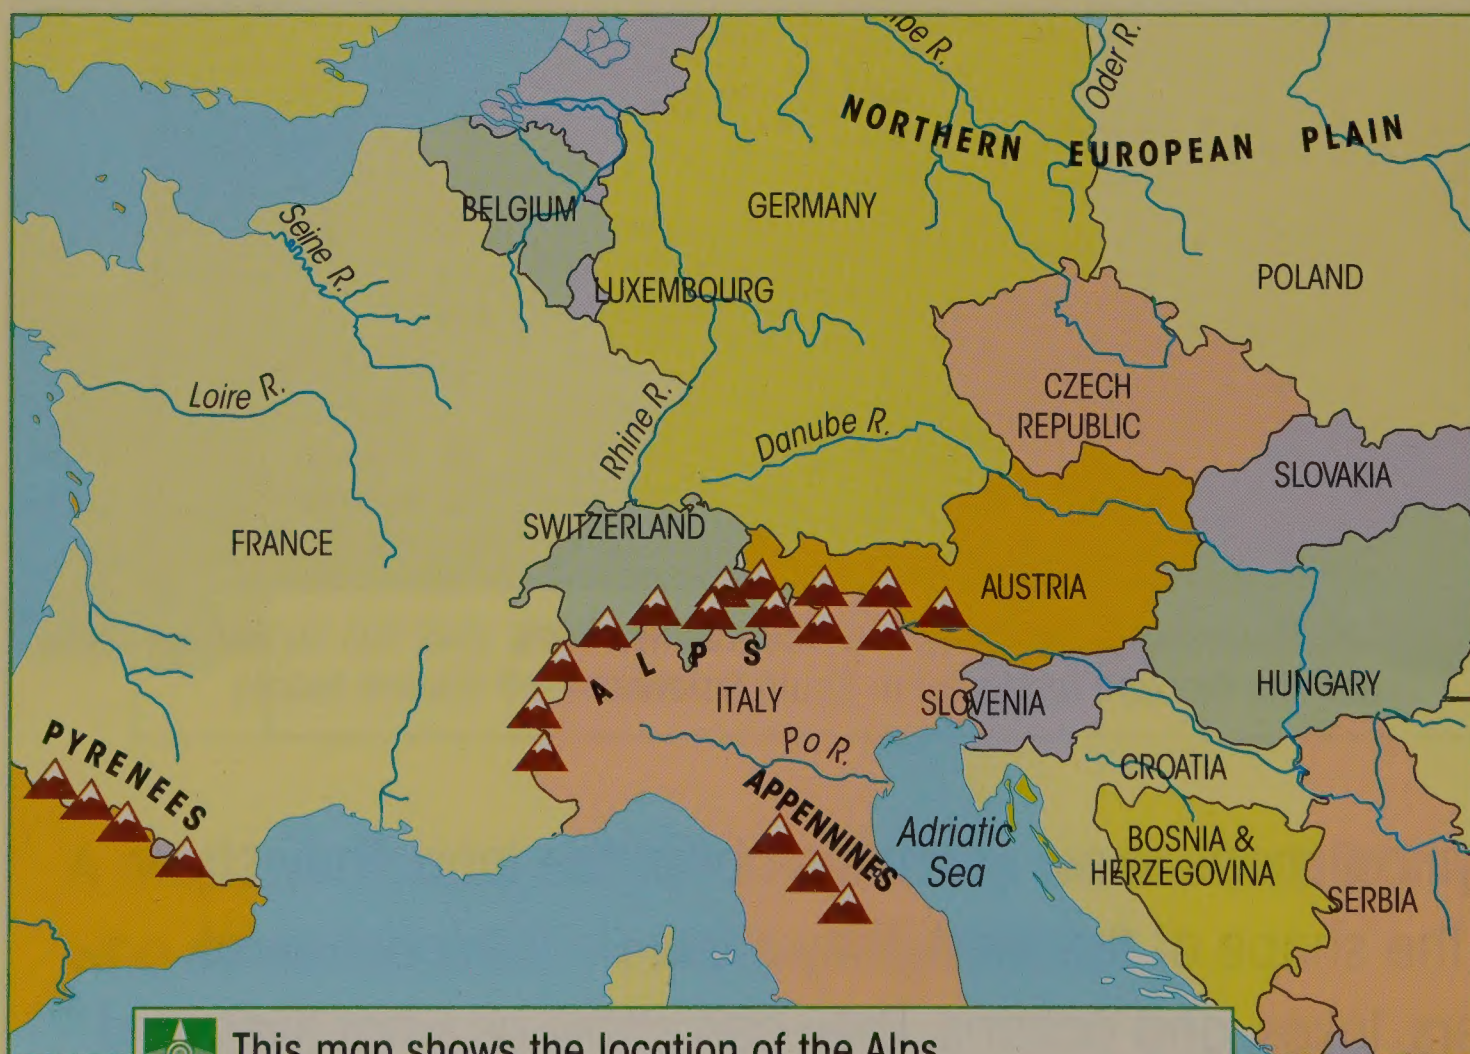 Oder R.
NORTHERN EUROPEAN PLAIN
BELGIUM
GERMANY
Seine R.
LUXEMBOURG
POLAND
Loire R.
CZECH
REPUBLIC
Rhine R.
Danube R.
SLOVAKIA
FRANCE
SWITZERLAND
AUSTRIA
ALPS
ITALY
SLOVENIA
HUNGARY
PYRENEES
Po R.
CROATIA
APPENNINES
Adriatic
Sea
BOSNIA &
HERZEGOVINA
SERBIA
This map shows the location of the Alps